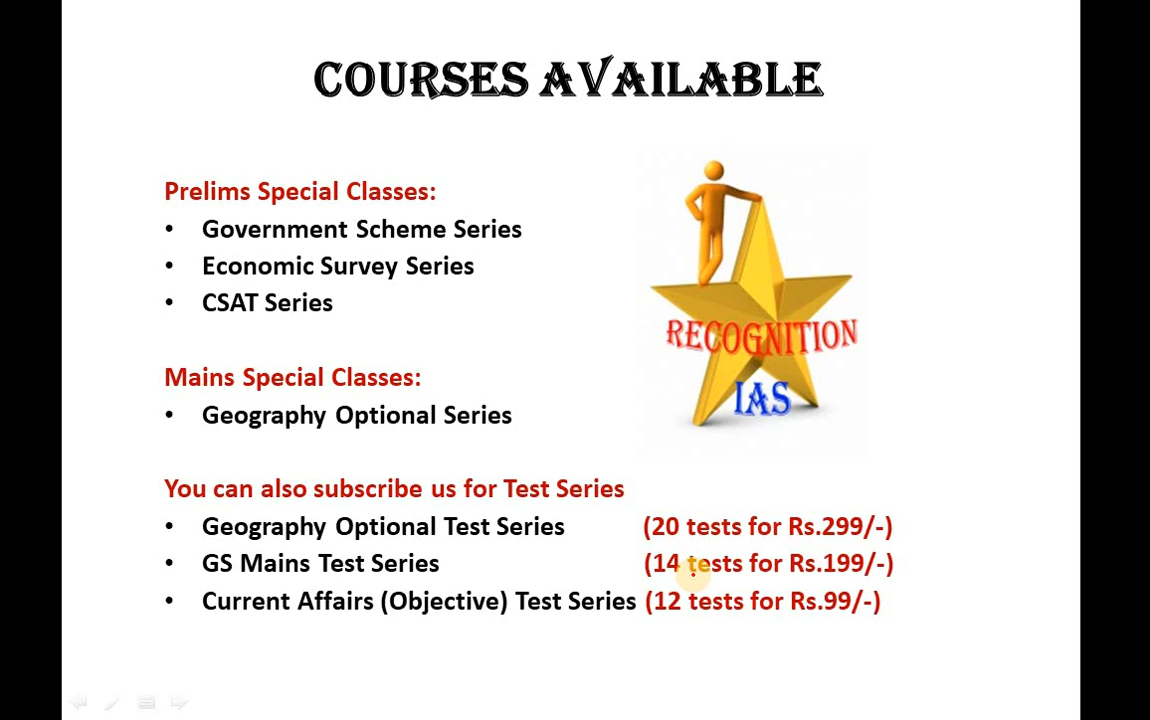 COURSES AVAILABLE
Prelims Special Classes:
• Government Scheme Series
• Economic Survey Series
• CSAT Series
RECOGNITION
IAS
Mains Special Classes:
• Geography Optional Series
You can also subscribe us for Test Series
• Geography Optional Test Series (20 tests for Rs.299/-)
• GS Mains Test Series (14 tests for Rs.199/-)
• Current Affairs (Objective) Test Series (12 tests for Rs.99/-)